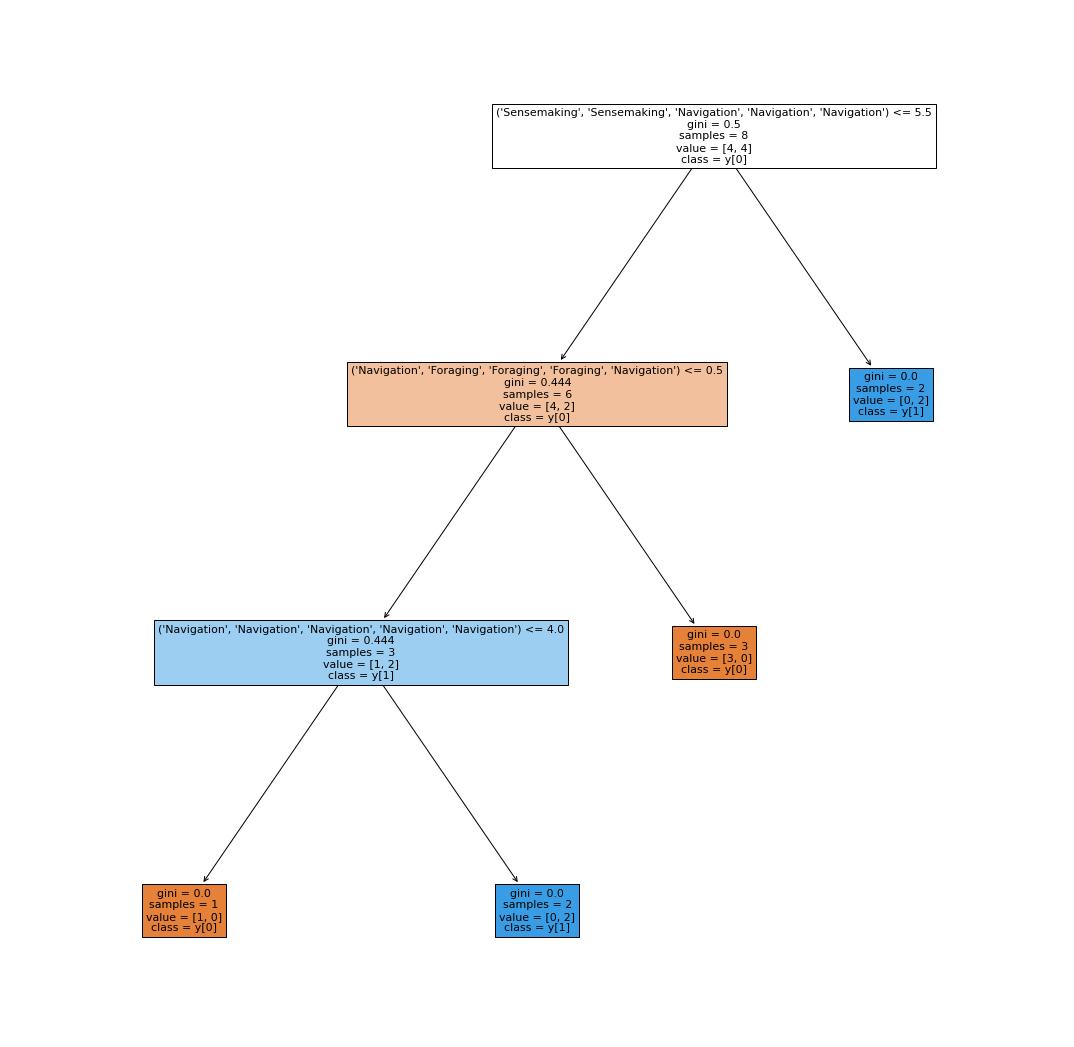 ('Sensemaking', 'Sensemaking', 'Navigation', 'Navigation', 'Navigation') <= 5.5
gini = 0.5
samples = 8
value = [4, 4]
class = y[0]
('Navigation', 'Foraging', 'Foraging', 'Foraging', 'Navigation') <= 0.5
gini = 0.444
samples = 6
value = [4, 2]
class = y[0]
gini = 0.0
samples = 2
value = [0, 2]
class = y[1]
('Navigation', 'Navigation', 'Navigation', 'Navigation', 'Navigation') <= 4.0
gini = 0.444
samples = 3
value = [1, 2]
class = y[1]
gini = 0.0
samples = 3
value = [3, 0]
class = y[0]
gini = 0.0
samples = 1
value = [1, 0]
class = y[0]
gini = 0.0
samples = 2
value = [0, 2]
class = y[1]